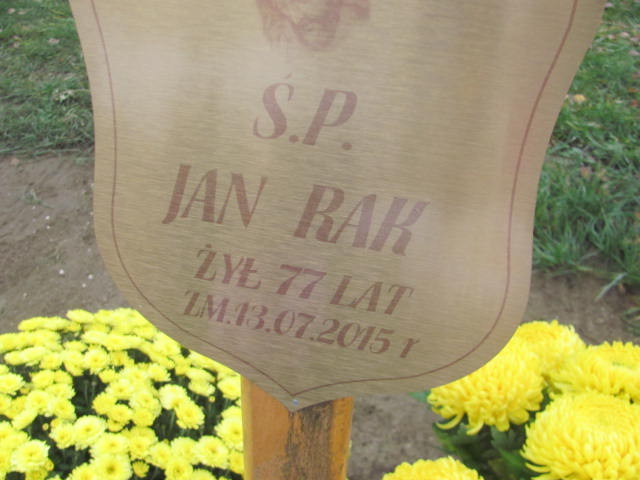 Ś.P.
JAN RAK
ŻYŁ 77 LAT
ZM.13.07.2015 r